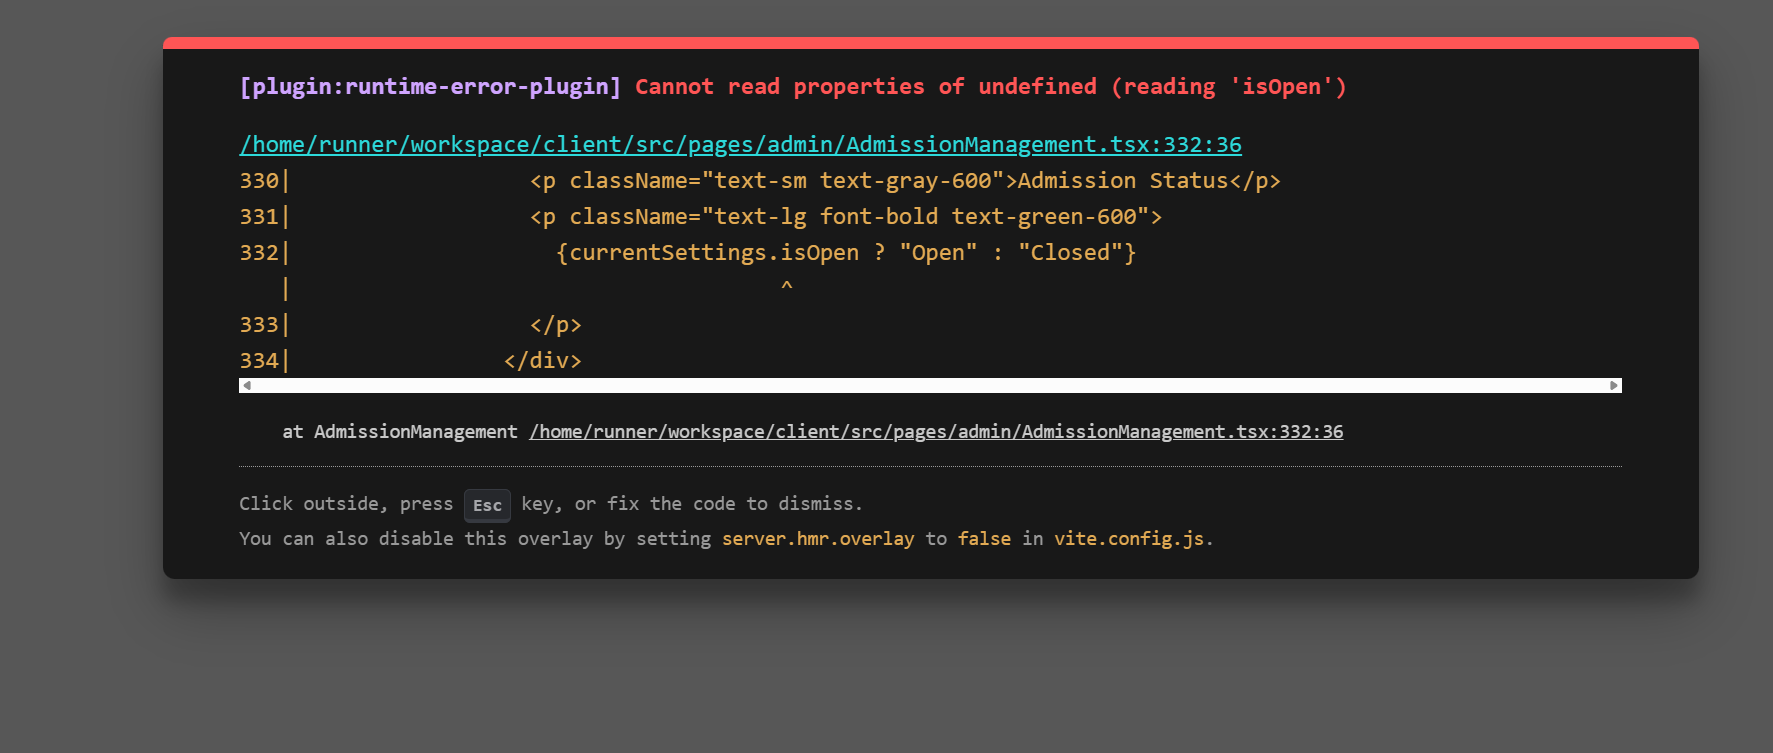 [plugin:runtime-error-plugin] Cannot read properties of undefined (reading 'isOpen')
/home/runner/workspace/client/src/pages/admin/AdmissionManagement.tsx:332:36
330|                  <p className="text-sm text-gray-600">Admission Status</p>
331|                  <p className="text-lg font-bold text-green-600">
332|                    {currentSettings.isOpen ? "Open" : "Closed"}
   |                                     ^
333|                  </p>
334|                </div>
at AdmissionManagement /home/runner/workspace/client/src/pages/admin/AdmissionManagement.tsx:332:36
Click outside, press Esc key, or fix the code to dismiss.
You can also disable this overlay by setting server.hmr.overlay to false in vite.config.js.